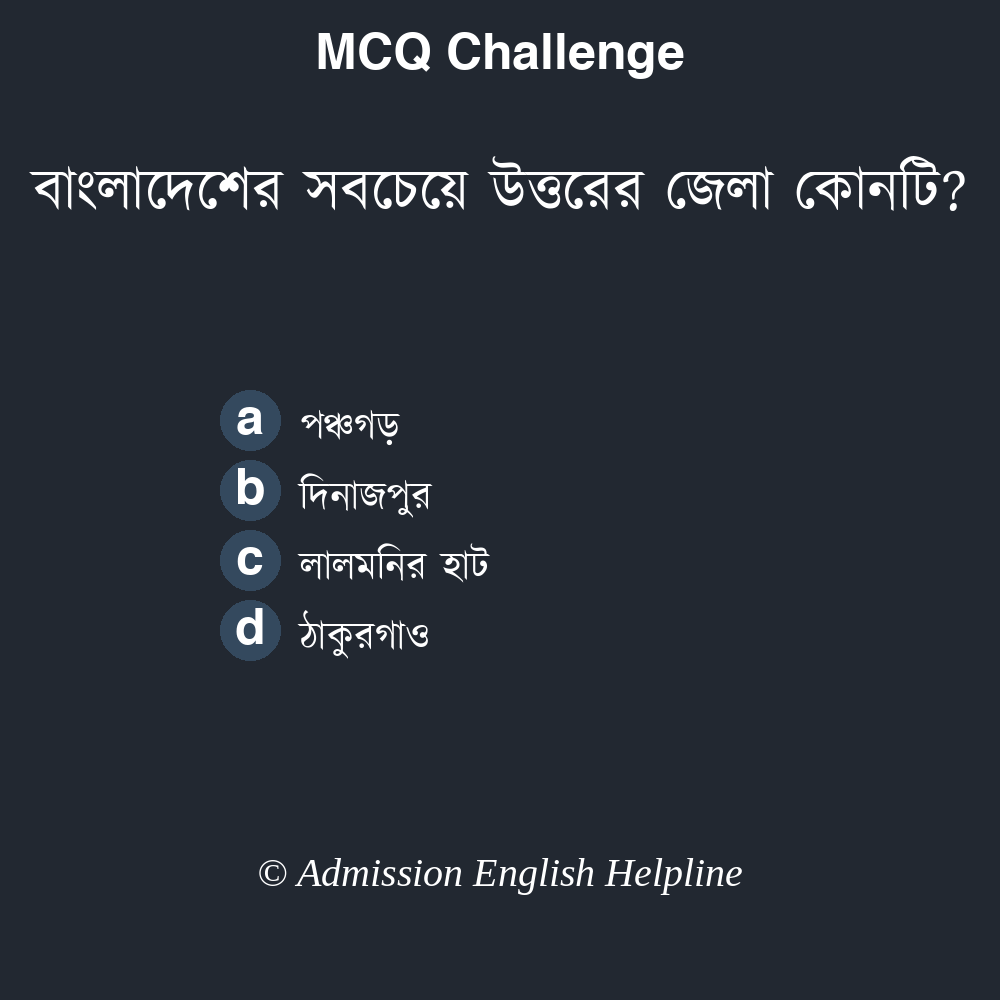 MCQ Challenge
বাংলাদেশের সবচেয়ে উত্তরের জেলা কোনটি?
a পঞ্চগড়
b দিনাজপুর
c লালমনির হাট
d ঠাকুরগাও
© Admission English Helpline